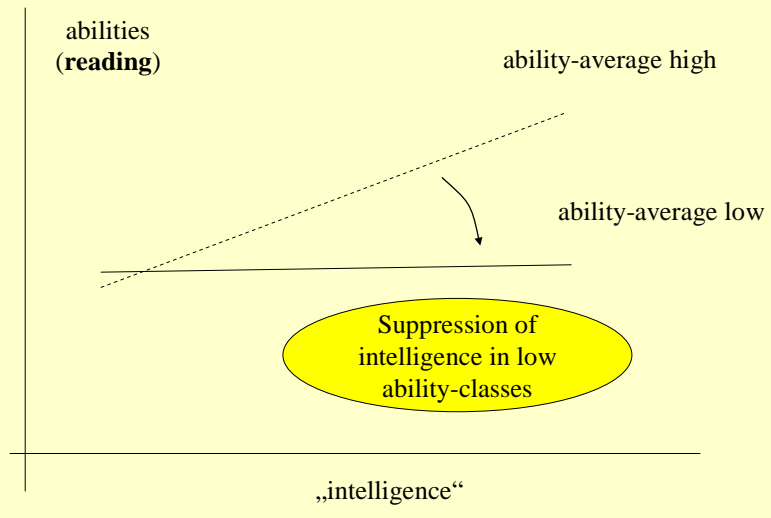 abilities
(reading)
ability-average high
ability-average low
Suppression of
intelligence in low
ability-classes
„intelligence“